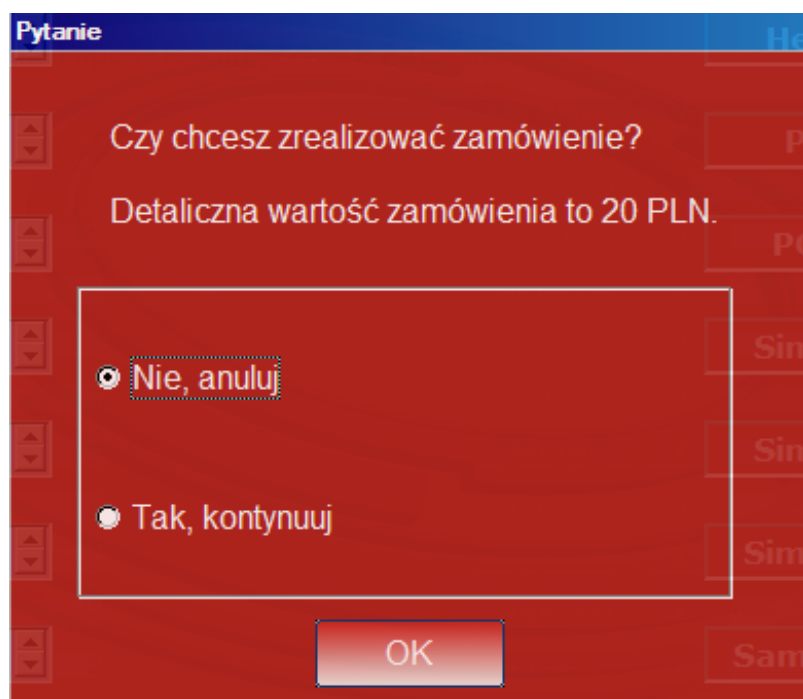 Pytanie
Czy chcesz zrealizować zamówienie?
Detaliczna wartość zamówienia to 20 PLN.
Nie, anuluj
Tak, kontynuuj
OK